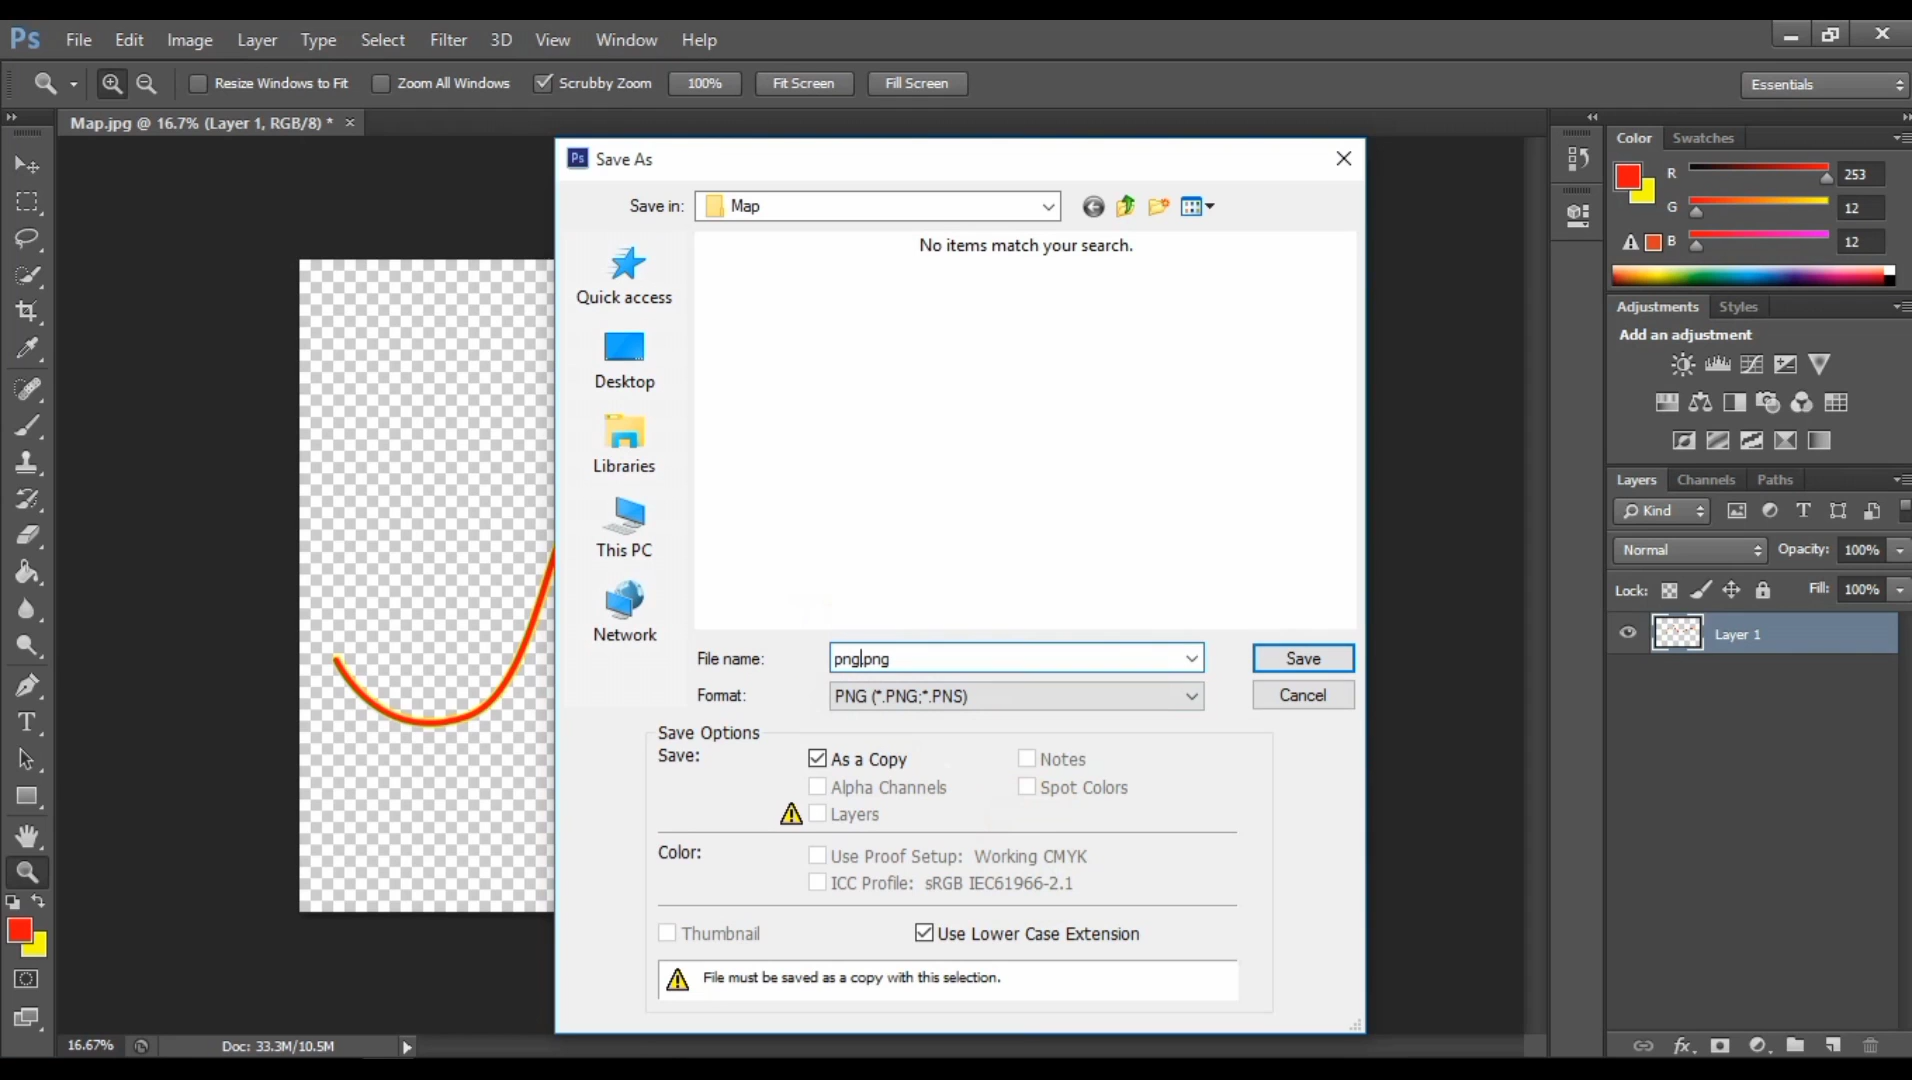 Ps File Edit Image Layer Type Select Filter 3D View Window Help
Resize Windows to Fit Zoom All Windows Scrubby Zoom 100% Fit Screen Fill Screen Essentials
Map.jpg @ 16.7% (Layer 1, RGB/8) *
Ps Save As
Save in: Map
No items match your search.
Quick access
Desktop
Libraries
This PC
Network
File name: png.png Save
Format: PNG (*.PNG;*.PNS) Cancel
Save Options
Save:
As a Copy Notes
Alpha Channels Spot Colors
Layers
Color:
Use Proof Setup: Working CMYK
ICC Profile: sRGB IEC61966-2.1
Thumbnail Use Lower Case Extension
File must be saved as a copy with this selection.
Color Swatches
R 253
G 12
B 12
Adjustments Styles
Add an adjustment
Layers Channels Paths
Kind
Normal Opacity: 100%
Lock: Fill: 100%
Layer 1
T
16.67% Doc: 33.3M/10.5M
fx